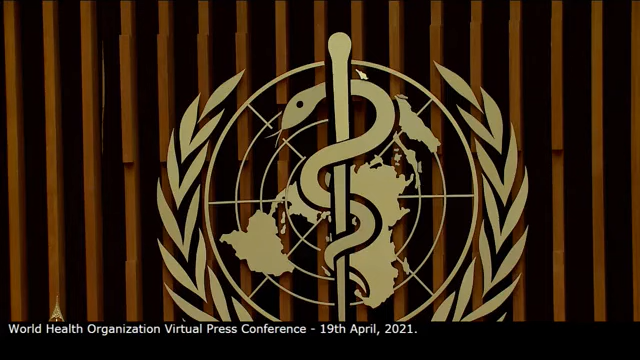 World Health Organization Virtual Press Conference - 19th April, 2021.